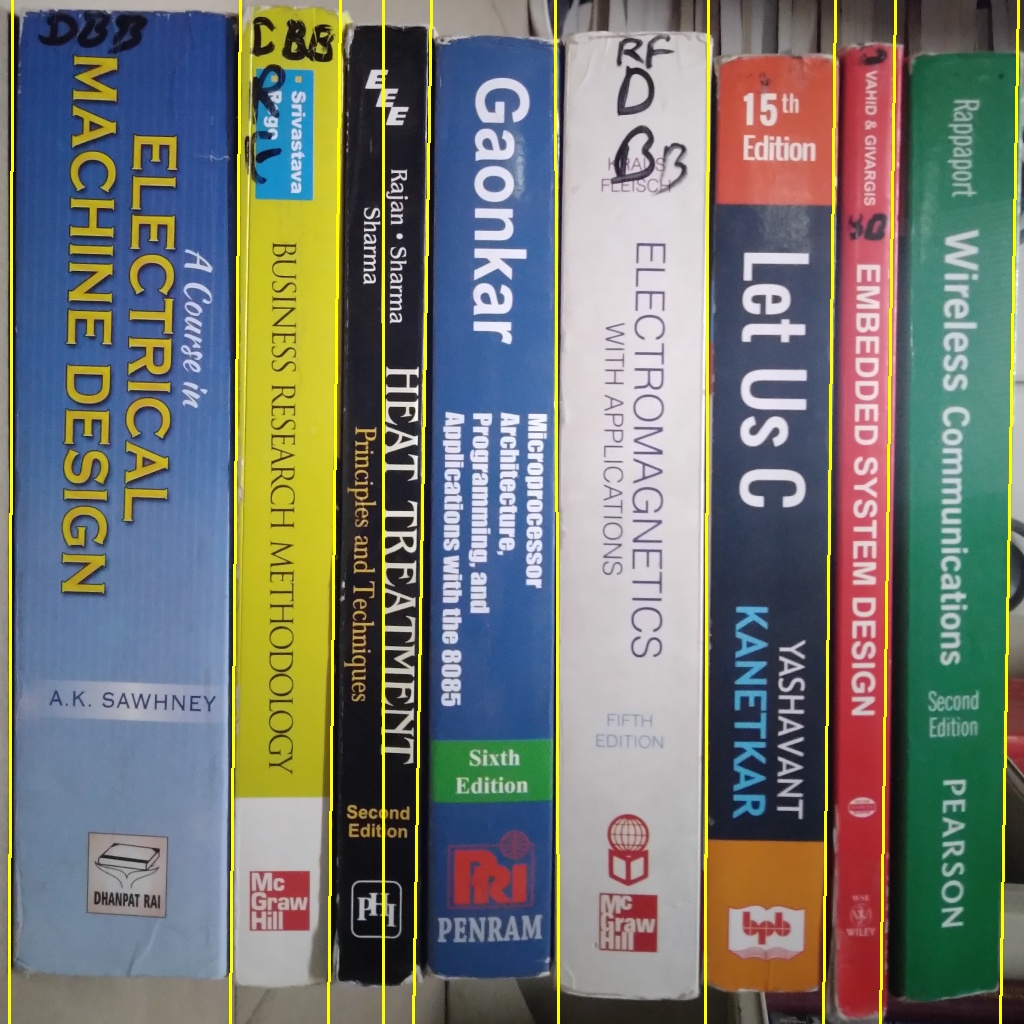 DBB
A Course in
ELECTRICAL
MACHINE DESIGN
A.K. SAWHNEY
DHANPAT RAI
CBB
Srivastava
BUSINESS RESEARCH METHODOLOGY
Mc
Graw
Hill
EEE
Rajan • Sharma
Sharma
HEAT TREATMENT
Principles and Techniques
Second
Edition
PHI
Gaonkar
Microprocessor
Architecture,
Programming, and
Applications with the 8085
Sixth
Edition
PRI
PENRAM
RF
D
BB
KRAUS
FLEISCH
ELECTROMAGNETICS
WITH APPLICATIONS
FIFTH
EDITION
Mc
Graw
Hill
15th
Edition
Let Us C
YASHAVANT
KANETKAR
bpb
VAHID & GIVARGIS
EMBEDDED SYSTEM DESIGN
WSE
WILEY
Rappaport
Wireless Communications
Second
Edition
PEARSON